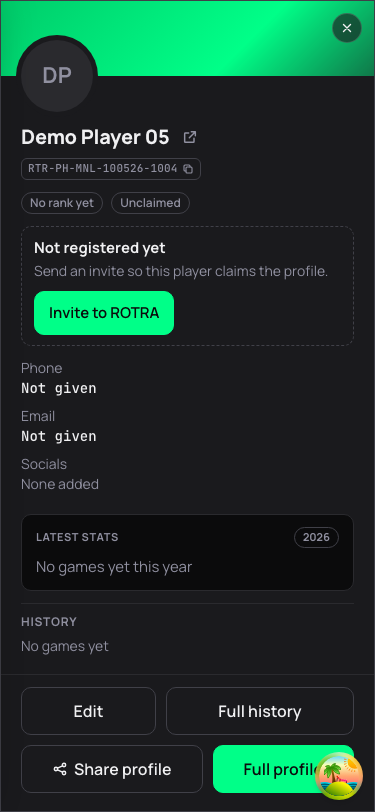 DP
Demo Player 05
RTR-PH-MNL-100526-1004
No rank yet
Unclaimed
Not registered yet
Send an invite so this player claims the profile.
Invite to ROTRA
Phone
Not given
Email
Not given
Socials
None added
LATEST STATS
2026
No games yet this year
HISTORY
No games yet
Edit
Full history
Share profile
Full profile